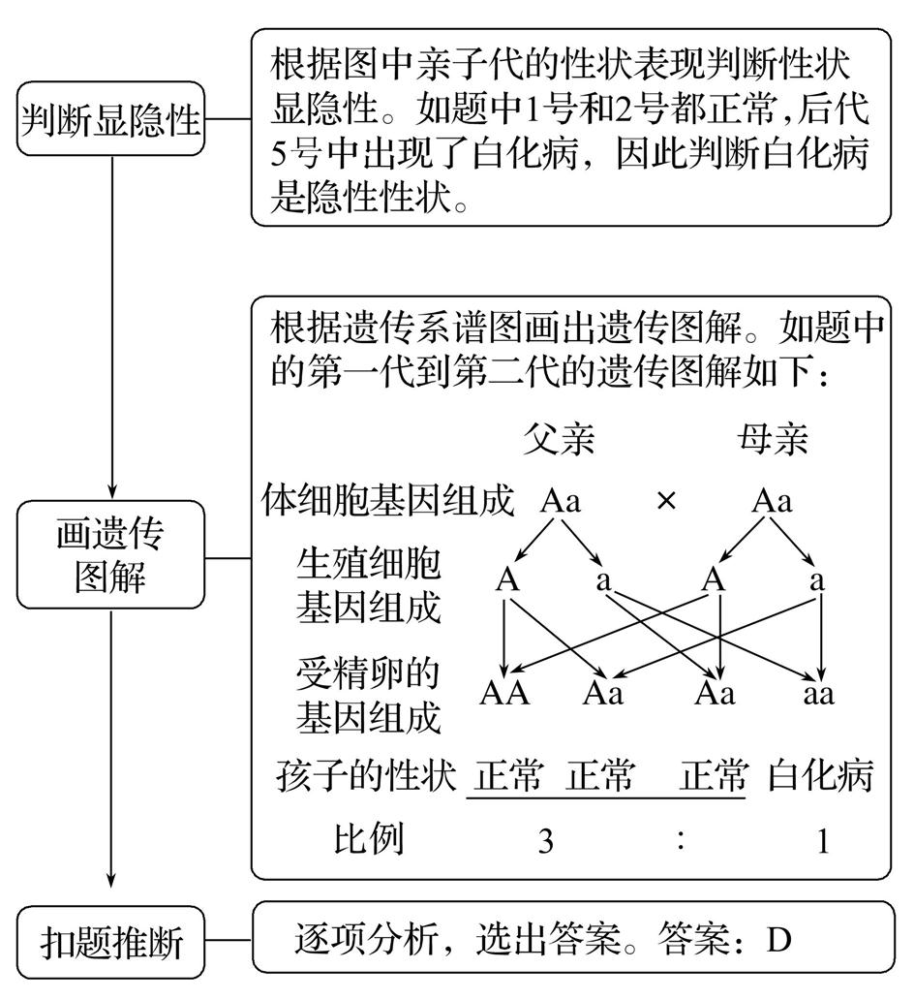 判断显隐性
根据图中亲子代的性状表现判断性状
显隐性。如题中1号和2号都正常,后代
5号中出现了白化病，因此判断白化病
是隐性性状。
画遗传
图解
根据遗传系谱图画出遗传图解。如题中
的第一代到第二代的遗传图解如下：
父亲 母亲
体细胞基因组成 Aa × Aa
生殖细胞
基因组成
A a A a
受精卵的
基因组成
AA Aa Aa aa
孩子的性状 正常 正常 正常 白化病
比例 3 : 1
扣题推断
逐项分析，选出答案。答案：D